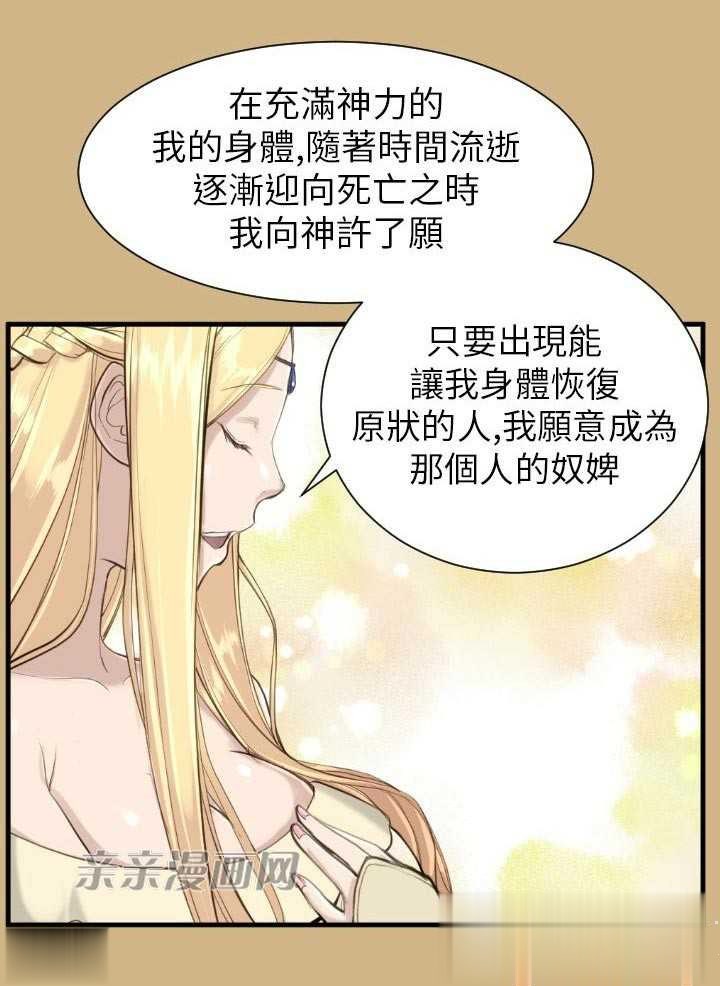 在充滿神力的
我的身體,隨著時間流逝
逐漸迎向死亡之時
我向神許了願
只要出現能
讓我身體恢復
原狀的人,我願意成為
那個人的奴婢
亲亲漫画网